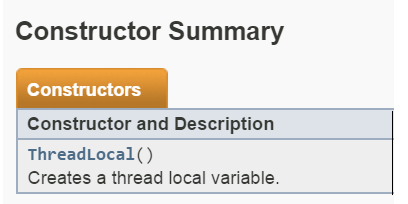 Constructor Summary
Constructors
Constructor and Description
ThreadLocal()
Creates a thread local variable.